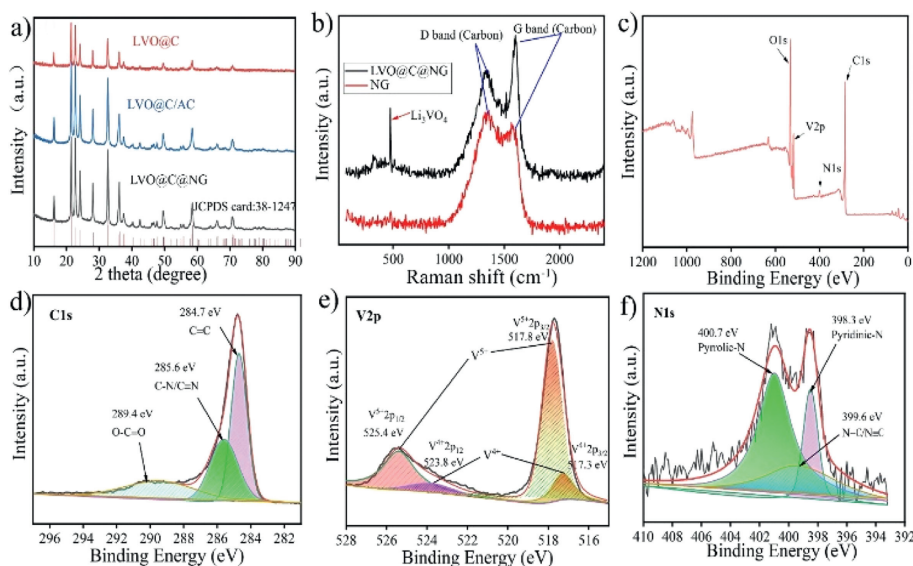 a)
LVO@C
LVO@C/AC
LVO@C@NG
JCPDS card:38-1247
Intensity (a.u.)
10 20 30 40 50 60 70 80 90
2 theta (degree)
b)
D band (Carbon)
G band (Carbon)
LVO@C@NG
NG
Li3VO4
Intensity (a.u.)
500 1000 1500 2000
Raman shift (cm-1)
c)
O1s
C1s
V2p
N1s
Intensity (a.u.)
1200 1000 800 600 400 200 0
Binding Energy (eV)
d)
C1s
284.7 eV
C=C
285.6 eV
C-N/C=N
289.4 eV
O-C=O
Intensity (a.u.)
296 294 292 290 288 286 284 282
Binding Energy (eV)
e)
V2p
V5+2p3/2
517.8 eV
V5+
V5+2p1/2
525.4 eV
V4+2p1/2
523.8 eV
V4+
V4+2p3/2
517.3 eV
Intensity (a.u.)
528 526 524 522 520 518 516
Binding Energy (eV)
f)
N1s
400.7 eV
Pyrrolic-N
398.3 eV
Pyridinic-N
399.6 eV
Intensity (a.u.)
410 408 406 404 402 400 398 396 394 392
Binding Energy (eV)